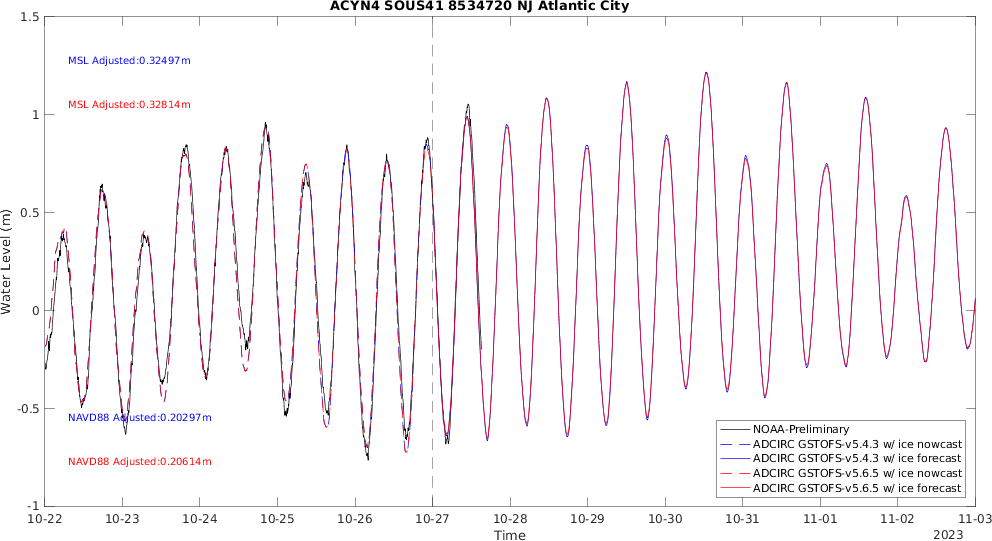 ACYN4 SOUS41 8534720 NJ Atlantic City
1.5
1
0.5
0
-0.5
-1
Water Level (m)
MSL Adjusted:0.32497m
MSL Adjusted:0.32814m
NAVD88 Adjusted:0.20297m
NAVD88 Adjusted:0.20614m
NOAA-Preliminary
ADCIRC GSTOFS-v5.4.3 w/ ice nowcast
ADCIRC GSTOFS-v5.4.3 w/ ice forecast
ADCIRC GSTOFS-v5.6.5 w/ ice nowcast
ADCIRC GSTOFS-v5.6.5 w/ ice forecast
10-22 10-23 10-24 10-25 10-26 10-27 10-28 10-29 10-30 10-31 11-01 11-02 11-03
Time
2023